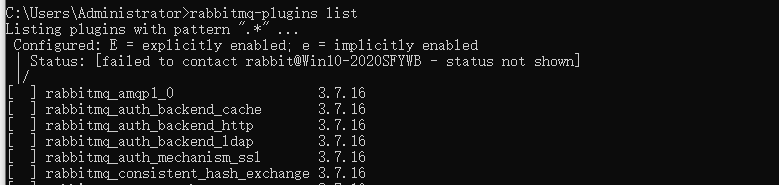 C:\Users\Administrator>rabbitmq-plugins list
Listing plugins with pattern ".*" ...
 Configured: E = explicitly enabled; e = implicitly enabled
 | Status: [failed to contact rabbit@Win10-2020SFYWB - status not shown]
 |/
[  ] rabbitmq_amqp1_0                  3.7.16
[  ] rabbitmq_auth_backend_cache       3.7.16
[  ] rabbitmq_auth_backend_http        3.7.16
[  ] rabbitmq_auth_backend_ldap        3.7.16
[  ] rabbitmq_auth_mechanism_ssl       3.7.16
[  ] rabbitmq_consistent_hash_exchange 3.7.16